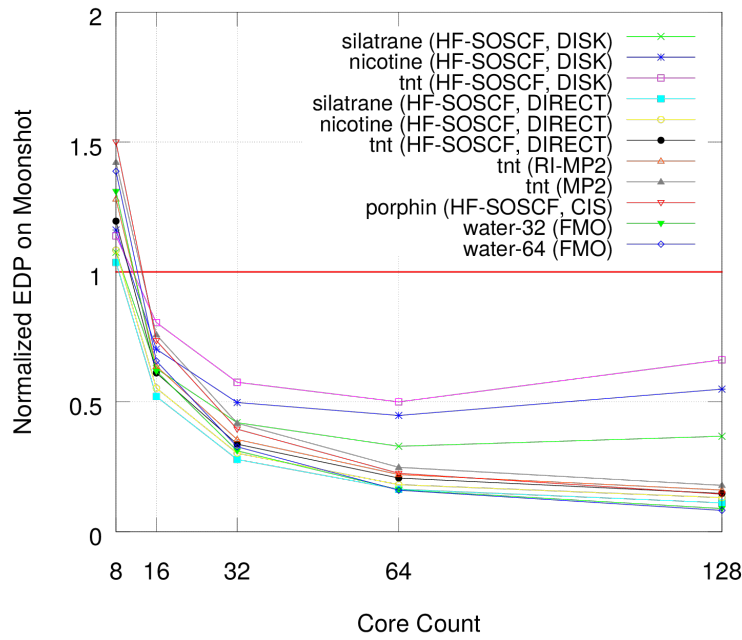 2
silatrane (HF-SOSCF, DISK)
nicotine (HF-SOSCF, DISK)
tnt (HF-SOSCF, DISK)
silatrane (HF-SOSCF, DIRECT)
nicotine (HF-SOSCF, DIRECT)
tnt (HF-SOSCF, DIRECT)
tnt (RI-MP2)
tnt (MP2)
porphin (HF-SOSCF, CIS)
water-32 (FMO)
water-64 (FMO)
1.5
1
0.5
0
Normalized EDP on Moonshot
8 16 32 64 128
Core Count